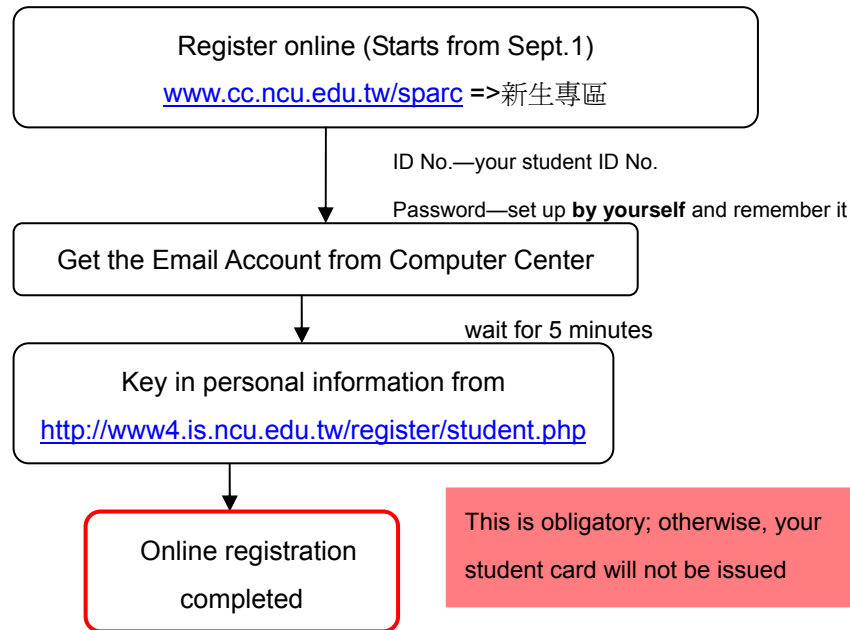 Register online (Starts from Sept.1)
www.cc.ncu.edu.tw/sparc =>新生專區
ID No.—your student ID No.
Password—set up by yourself and remember it
Get the Email Account from Computer Center
wait for 5 minutes
Key in personal information from
http://www4.is.ncu.edu.tw/register/student.php
Online registration
completed
This is obligatory; otherwise, your
student card will not be issued